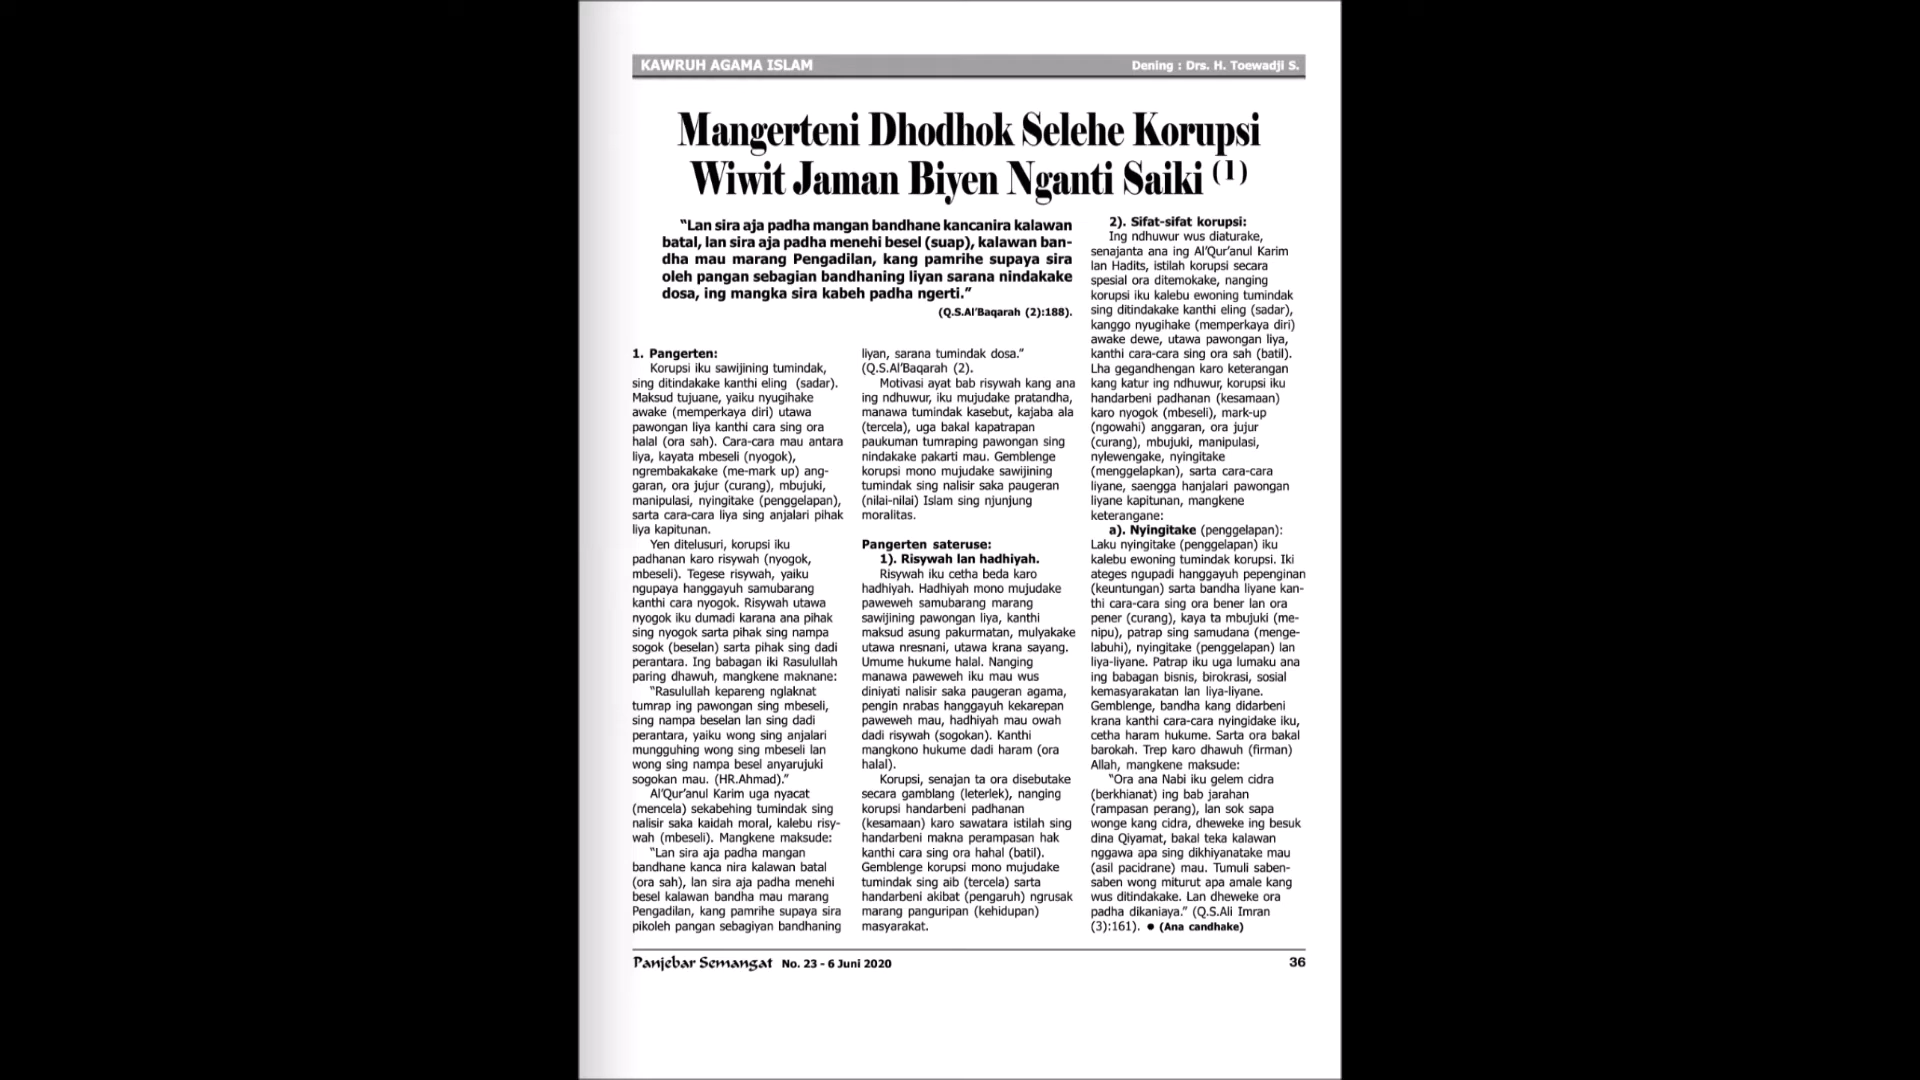 KAWRUH AGAMA ISLAM
Dening : Drs. H. Toewadji S.
Mangerteni Dhodhok Selehe Korupsi
Wiwit Jaman Biyen Nganti Saiki (1)
“Lan sira aja padha mangan bandhane kancanira kalawan
batal, lan sira aja padha menehi besel (suap), kalawan ban-
dha mau marang Pengadilan, kang pamrihe supaya sira
oleh pangan sebagian bandhaning liyan sarana nindakake
dosa, ing mangka sira kabeh padha ngerti.”
(Q.S.Al’Baqarah (2):188).
1. Pangerten:
Korupsi iku sawijining tumindak,
sing ditindakake kanthi eling (sadar).
Maksud tujuane, yaiku nyugihake
awake (memperkaya diri) utawa
pawongan liya kanthi cara sing ora
halal (ora sah). Cara-cara mau antara
liya, kayata mbeseli (nyogok),
ngrembakakake (me-mark up) ang-
garan, ora jujur (curang), mbujuki,
manipulasi, nyingitake (penggelapan),
sarta cara-cara liya sing anjalari pihak
liya kapitunan.
Yen ditelusuri, korupsi iku
padhanan karo risywah (nyogok,
mbeseli). Tegese risywah, yaiku
ngupaya hanggayuh samubarang
kanthi cara nyogok. Risywah utawa
nyogok iku dumadi karana ana pihak
sing nyogok sarta pihak sing nampa
sogok (beselan) sarta pihak sing dadi
perantara. Ing babagan iki Rasulullah
paring dhawuh, mangkene maknane:
“Rasulullah kepareng nglaknat
tumrap ing pawongan sing mbeseli,
sing nampa beselan lan sing dadi
perantara, yaiku wong sing anjalari
mungguhing wong sing mbeseli lan
wong sing nampa besel anyarujuki
sogokan mau. (HR.Ahmad).”
Al’Qur’anul Karim uga nyacat
(mencela) sekabehing tumindak sing
nalisir saka kaidah moral, kalebu risy-
wah (mbeseli). Mangkene maksude:
“Lan sira aja padha mangan
bandhane kanca nira kalawan batal
(ora sah), lan sira aja padha menehi
besel kalawan bandha mau marang
Pengadilan, kang pamrihe supaya sira
pikoleh pangan sebagiyan bandhaning
liyan, sarana tumindak dosa.”
(Q.S.Al’Baqarah (2).
Motivasi ayat bab risywah kang ana
ing ndhuwur, iku mujudake pratandha,
manawa tumindak kasebut, kajaba ala
(tercela), uga bakal kapatrapan
paukuman tumraping pawongan sing
nindakake pakarti mau. Gemblenge
korupsi mono mujudake sawijining
tumindak sing nalisir saka paugeran
(nilai-nilai) Islam sing njunjung
moralitas.
Pangerten sateruse:
1). Risywah lan hadhiyah.
Risywah iku cetha beda karo
hadhiyah. Hadhiyah mono mujudake
paweweh samubarang marang
sawijining pawongan liya, kanthi
maksud asung pakurmatan, mulyakake
utawa nresnani, utawa krana sayang.
Umume hukume halal. Nanging
manawa paweweh iku mau wus
diniyati nalisir saka paugeran agama,
pengin nrabas hanggayuh kekarepan
paweweh mau, hadhiyah mau owah
dadi risywah (sogokan). Kanthi
mangkono hukume dadi haram (ora
halal).
Korupsi, senajan ta ora disebutake
secara gamblang (leterlek), nanging
korupsi handarbeni padhanan
(kesamaan) karo sawatara istilah sing
handarbeni makna perampasan hak
kanthi cara sing ora hahal (batil).
Gemblenge korupsi mono mujudake
tumindak sing aib (tercela) sarta
handarbeni akibat (pengaruh) ngrusak
marang panguripan (kehidupan)
masyarakat.
2). Sifat-sifat korupsi:
Ing ndhuwur wus diaturake,
senajanta ana ing Al’Qur’anul Karim
lan Hadits, istilah korupsi secara
spesial ora ditemokake, nanging
korupsi iku kalebu ewoning tumindak
sing ditindakake kanthi eling (sadar),
kanggo nyugihake (memperkaya diri)
awake dewe, utawa pawongan liya,
kanthi cara-cara sing ora sah (batil).
Lha gegandhengan karo keterangan
kang katur ing ndhuwur, korupsi iku
handarbeni padhanan (kesamaan)
karo nyogok (mbeseli), mark-up
(ngowahi) anggaran, ora jujur
(curang), mbujuki, manipulasi,
nylewengake, nyingitake
(menggelapkan), sarta cara-cara
liyane, saengga hanjalari pawongan
liyane kapitunan, mangkene
keterangane:
a). Nyingitake (penggelapan):
Laku nyingitake (penggelapan) iku
kalebu ewoning tumindak korupsi. Iki
ateges ngupadi hanggayuh pepenginan
(keuntungan) sarta bandha liyane kan-
thi cara-cara sing ora bener lan ora
pener (curang), kaya ta mbujuki (me-
nipu), patrap sing samudana (menge-
labuhi), nyingitake (penggelapan) lan
liya-liyane. Patrap iku uga lumaku ana
ing babagan bisnis, birokrasi, sosial
kemasyarakatan lan liya-liyane.
Gemblenge, bandha kang didarbeni
krana kanthi cara-cara nyingidake iku,
cetha haram hukume. Sarta ora bakal
barokah. Trep karo dhawuh (firman)
Allah, mangkene maksude:
“Ora ana Nabi iku gelem cidra
(berkhianat) ing bab jarahan
(rampasan perang), lan sok sapa
wonge kang cidra, dheweke ing besuk
dina Qiyamat, bakal teka kalawan
nggawa apa sing dikhiyanatake mau
(asil pacidrane) mau. Tumuli saben-
saben wong miturut apa amale kang
wus ditindakake. Lan dheweke ora
padha dikaniaya.” (Q.S.Ali Imran
(3):161). ● (Ana candhake)
Panjebar Semangat No. 23 - 6 Juni 2020
36